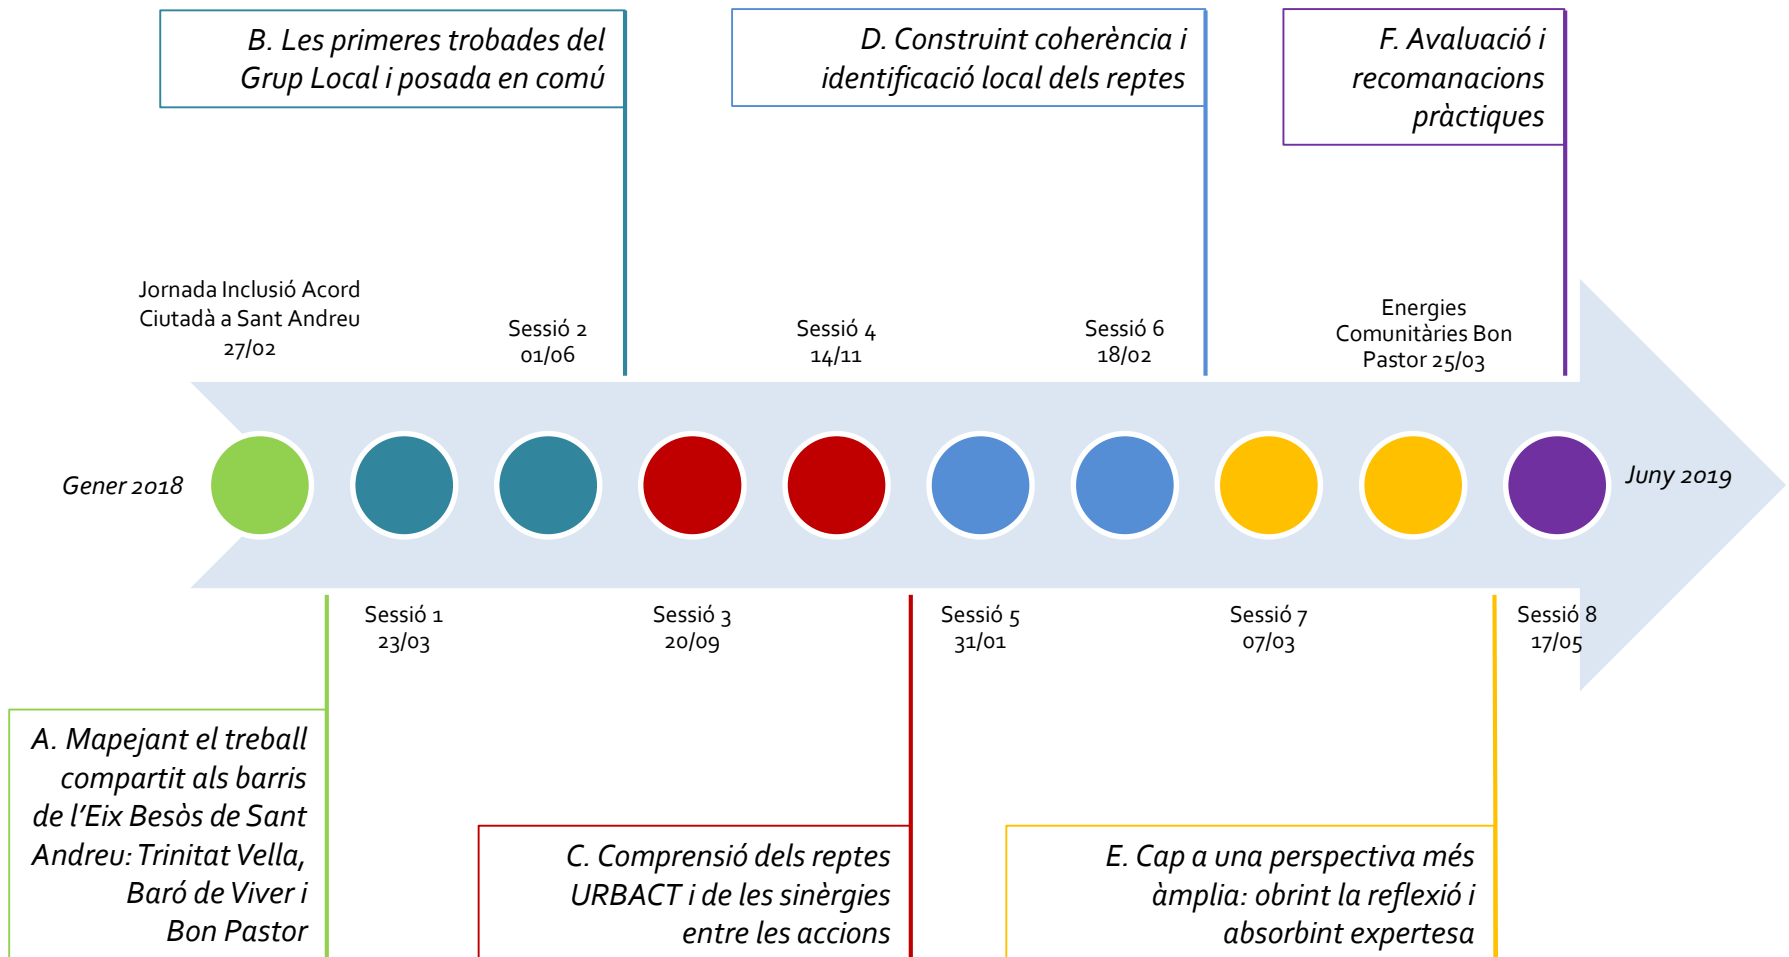 B. Les primeres trobades del
Grup Local i posada en comú
D. Construint coherència i
identificació local dels reptes
F. Avaluació i
recomanacions
pràctiques
Jornada Inclusió Acord
Ciutadà a Sant Andreu
27/02
Sessió 2
01/06
Sessió 4
14/11
Sessió 6
18/02
Energies
Comunitàries Bon
Pastor 25/03
Gener 2018
Juny 2019
Sessió 1
23/03
Sessió 3
20/09
Sessió 5
31/01
Sessió 7
07/03
Sessió 8
17/05
A. Mapejant el treball
compartit als barris
de l’Eix Besòs de Sant
Andreu: Trinitat Vella,
Baró de Viver i
Bon Pastor
C. Comprensió dels reptes
URBACT i de les sinèrgies
entre les accions
E. Cap a una perspectiva més
àmplia: obrint la reflexió i
absorbint expertesa